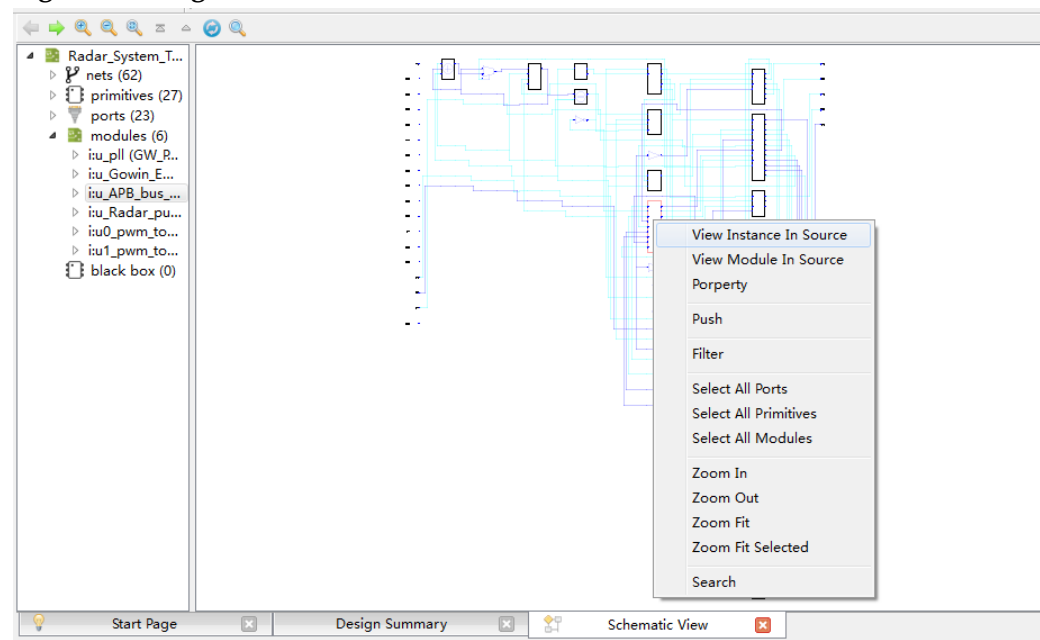 Radar_System_T...
nets (62)
primitives (27)
ports (23)
modules (6)
i:u_pll (GW_P...
i:u_Gowin_E...
i:u_APB_bus_...
i:u_Radar_pu...
i:u0_pwm_to...
i:u1_pwm_to...
black box (0)
View Instance In Source
View Module In Source
Porperty
Push
Filter
Select All Ports
Select All Primitives
Select All Modules
Zoom In
Zoom Out
Zoom Fit
Zoom Fit Selected
Search
Start Page
Design Summary
Schematic View